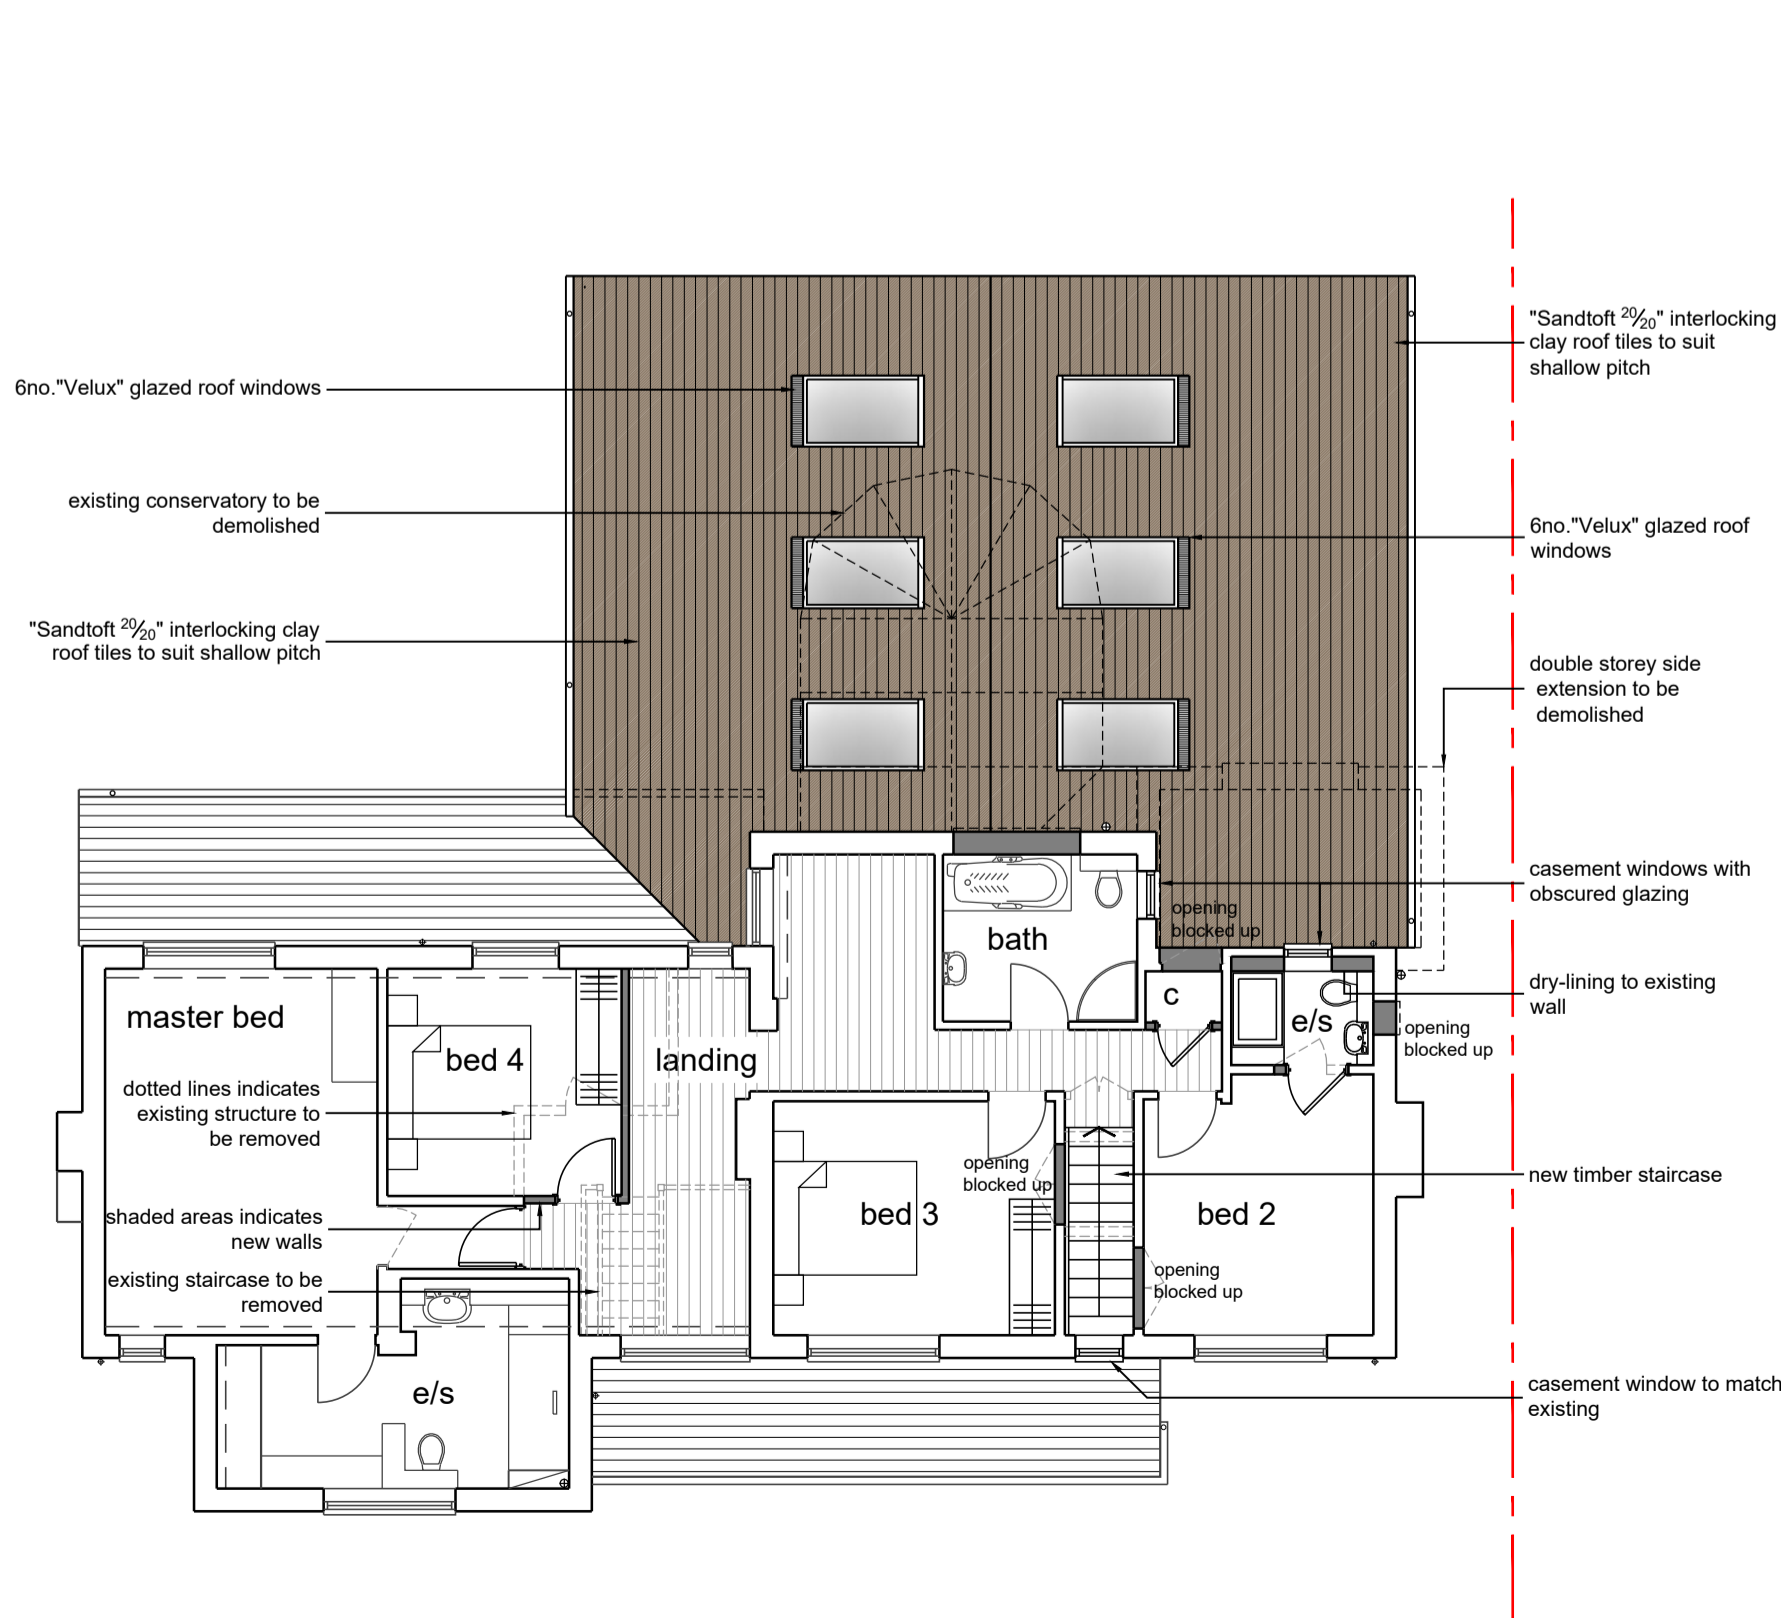 "Sandtoft 20/20" interlocking
clay roof tiles to suit
shallow pitch
6no."Velux" glazed roof windows
existing conservatory to be
demolished
6no."Velux" glazed roof
windows
"Sandtoft 20/20" interlocking clay
roof tiles to suit shallow pitch
double storey side
extension to be
demolished
casement windows with
obscured glazing
opening
blocked up
bath
dry-lining to existing
wall
c
e/s
opening
blocked up
master bed
bed 4
landing
dotted lines indicates
existing structure to
be removed
opening
blocked up
new timber staircase
shaded areas indicates
new walls
bed 3
bed 2
existing staircase to be
removed
opening
blocked up
e/s
casement window to match
existing